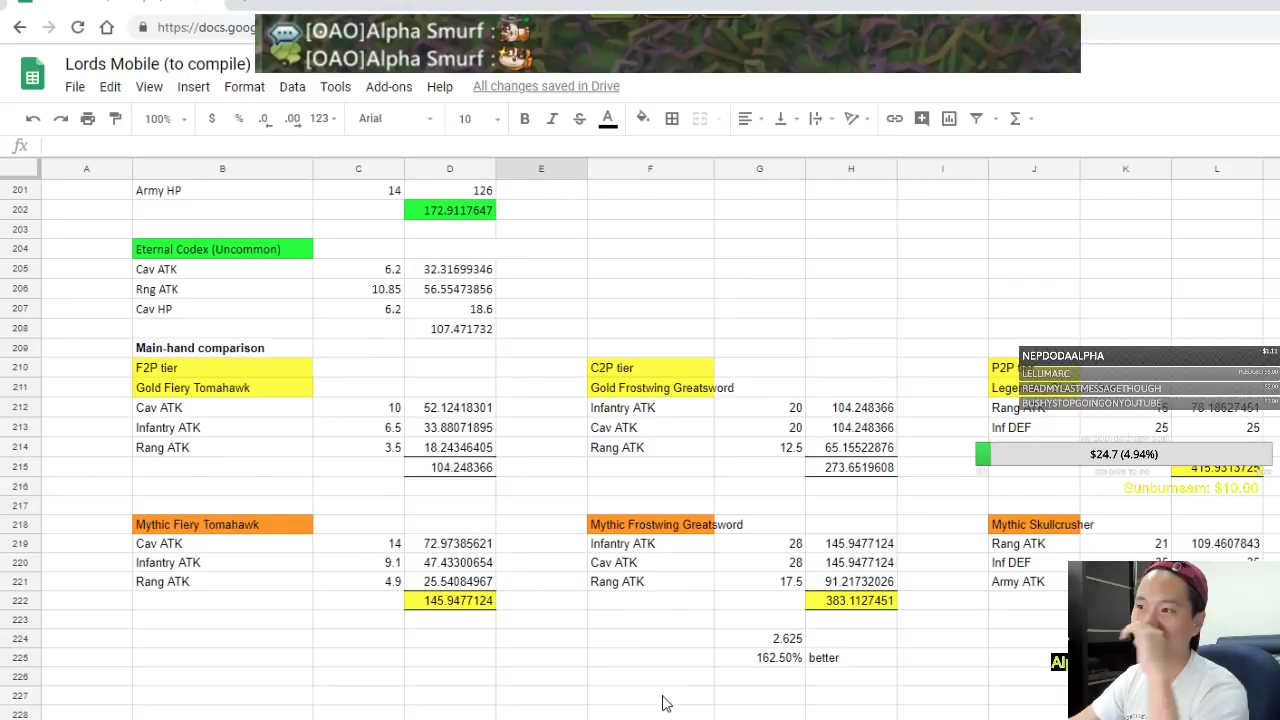 https://docs.goog
[OAO]Alpha Smurf :
[OAO]Alpha Smurf :
Lords Mobile (to compile)
File Edit View Insert Format Data Tools Add-ons Help All changes saved in Drive
100% $ % .0 .00 123 Arial 10 B I S A
fx
A B C D E F G H I J K L
201 Army HP 14 126
202 172.9117647
203
204 Eternal Codex (Uncommon)
205 Cav ATK 6.2 32.31699346
206 Rng ATK 10.85 56.55473856
207 Cav HP 6.2 18.6
208 107.471732
209 Main-hand comparison
NEPDODAALPHA
210 F2P tier C2P tier P2P
LELLIMARC PLEDGED
211 Gold Fiery Tomahawk Gold Frostwing Greatsword
READMYLASTMESSAGETHOUGH
BUSHYSTOPGOINGONYOUTUBE
212 Cav ATK 10 52.12418301 Infantry ATK 20 104.248366 Rang ATK 15 78.18627451
213 Infantry ATK 6.5 33.88071895 Cav ATK 20 104.248366 Inf DEF 25 25
214 Rang ATK 3.5 18.24346405 Rang ATK 12.5 65.15522876
$24.7 (4.94%)
215 104.248366 273.6519608 415.9313725
216
Sunburnsam: $10.00
217
218 Mythic Fiery Tomahawk Mythic Frostwing Greatsword Mythic Skullcrusher
219 Cav ATK 14 72.97385621 Infantry ATK 28 145.9477124 Rang ATK 21 109.4607843
220 Infantry ATK 9.1 47.43300654 Cav ATK 28 145.9477124 Inf DEF
221 Rang ATK 4.9 25.54084967 Rang ATK 17.5 91.21732026 Army ATK
222 145.9477124 383.1127451
223
224 2.625
225 162.50% better
226
227
228